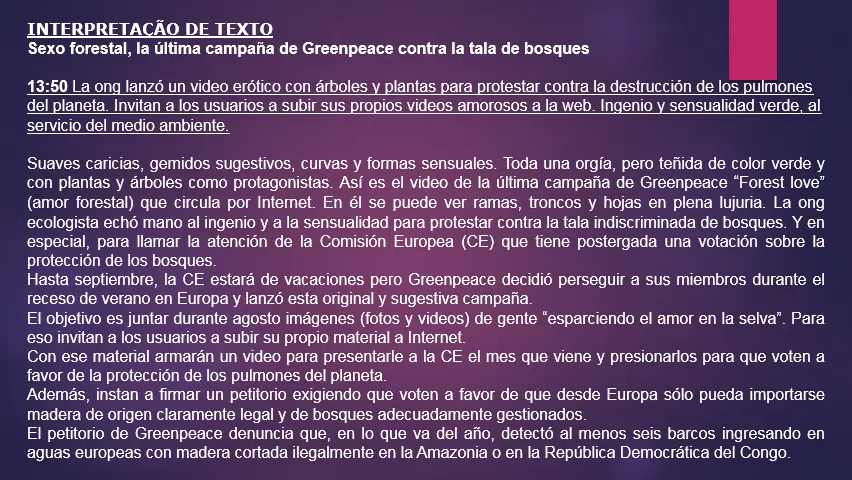 INTERPRETAÇÃO DE TEXTO
Sexo forestal, la última campaña de Greenpeace contra la tala de bosques
13:50 La ong lanzó un video erótico con árboles y plantas para protestar contra la destrucción de los pulmones
del planeta. Invitan a los usuarios a subir sus propios videos amorosos a la web. Ingenio y sensualidad verde, al
servicio del medio ambiente.
Suaves caricias, gemidos sugestivos, curvas y formas sensuales. Toda una orgía, pero teñida de color verde y
con plantas y árboles como protagonistas. Así es el video de la última campaña de Greenpeace “Forest love”
(amor forestal) que circula por Internet. En él se puede ver ramas, troncos y hojas en plena lujuria. La ong
ecologista echó mano al ingenio y a la sensualidad para protestar contra la tala indiscriminada de bosques. Y en
especial, para llamar la atención de la Comisión Europea (CE) que tiene postergada una votación sobre la
protección de los bosques.
Hasta septiembre, la CE estará de vacaciones pero Greenpeace decidió perseguir a sus miembros durante el
receso de verano en Europa y lanzó esta original y sugestiva campaña.
El objetivo es juntar durante agosto imágenes (fotos y videos) de gente “esparciendo el amor en la selva”. Para
eso invitan a los usuarios a subir su propio material a Internet.
Con ese material armarán un video para presentarle a la CE el mes que viene y presionarlos para que voten a
favor de la protección de los pulmones del planeta.
Además, instan a firmar un petitorio exigiendo que voten a favor de que desde Europa sólo pueda importarse
madera de origen claramente legal y de bosques adecuadamente gestionados.
El petitorio de Greenpeace denuncia que, en lo que va del año, detectó al menos seis barcos ingresando en
aguas europeas con madera cortada ilegalmente en la Amazonia o en la República Democrática del Congo.